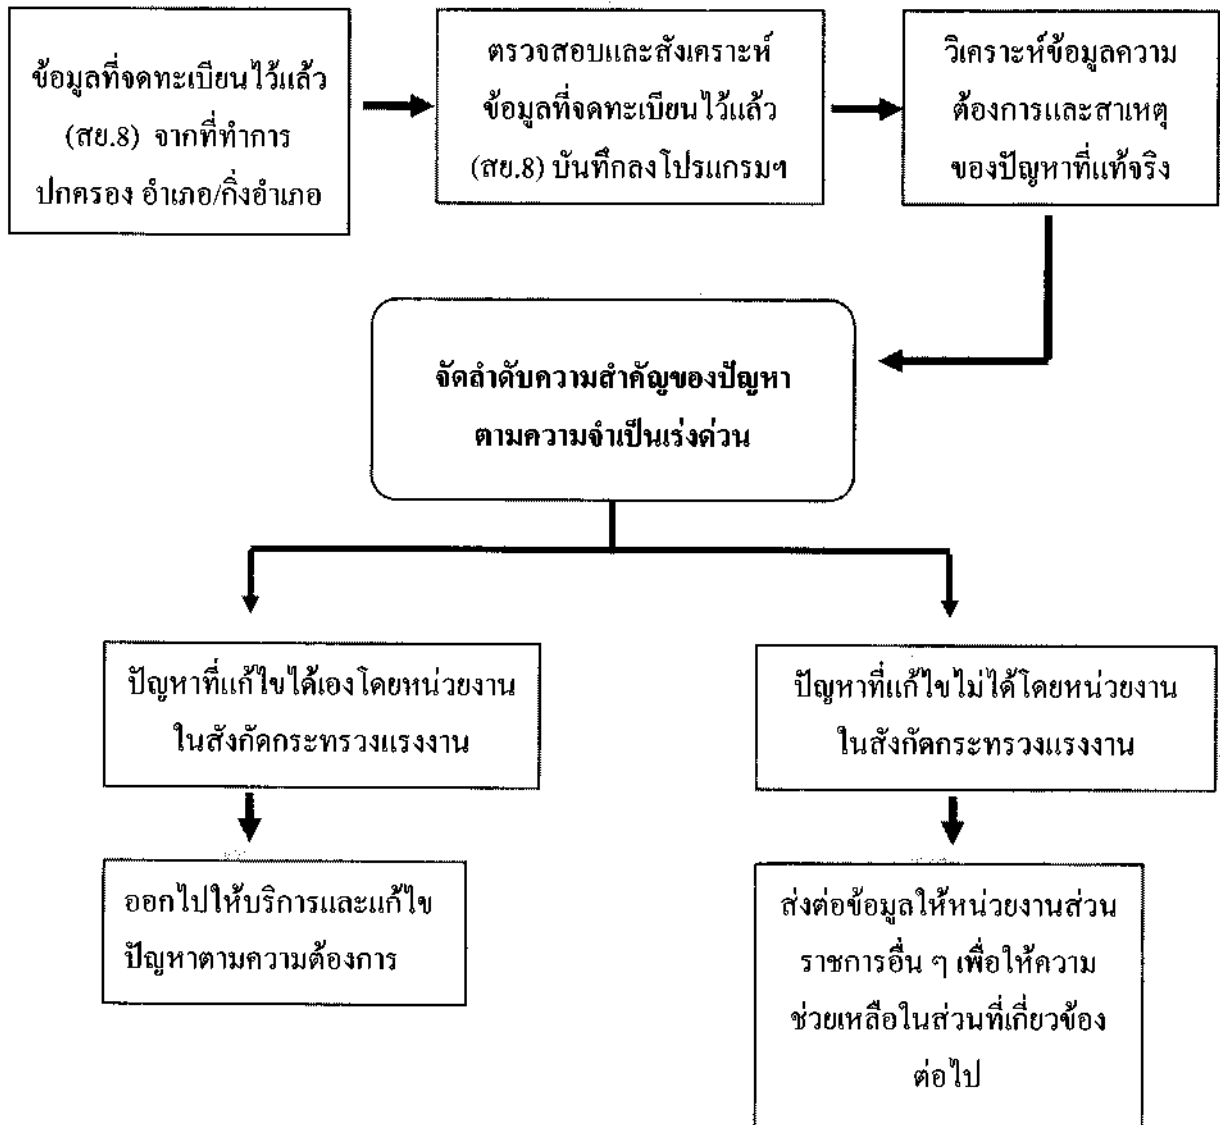 ข้อมูลที่จดทะเบียนไว้แล้ว
(สย.8) จากที่ทำการ
ปกครอง อำเภอ/กิ่งอำเภอ
ตรวจสอบและสังเคราะห์
ข้อมูลที่จดทะเบียนไว้แล้ว
(สย.8) บันทึกลงโปรแกรมฯ
วิเคราะห์ข้อมูลความ
ต้องการและสาเหตุ
ของปัญหาที่แท้จริง
จัดลำดับความสำคัญของปัญหา
ตามความจำเป็นเร่งด่วน
ปัญหาที่แก้ไขได้เองโดยหน่วยงาน
ในสังกัดกระทรวงแรงงาน
ปัญหาที่แก้ไขไม่ได้โดยหน่วยงาน
ในสังกัดกระทรวงแรงงาน
ออกไปให้บริการและแก้ไข
ปัญหาตามความต้องการ
ส่งต่อข้อมูลให้หน่วยงานส่วน
ราชการอื่น ๆ เพื่อให้ความ
ช่วยเหลือในส่วนที่เกี่ยวข้อง
ต่อไป